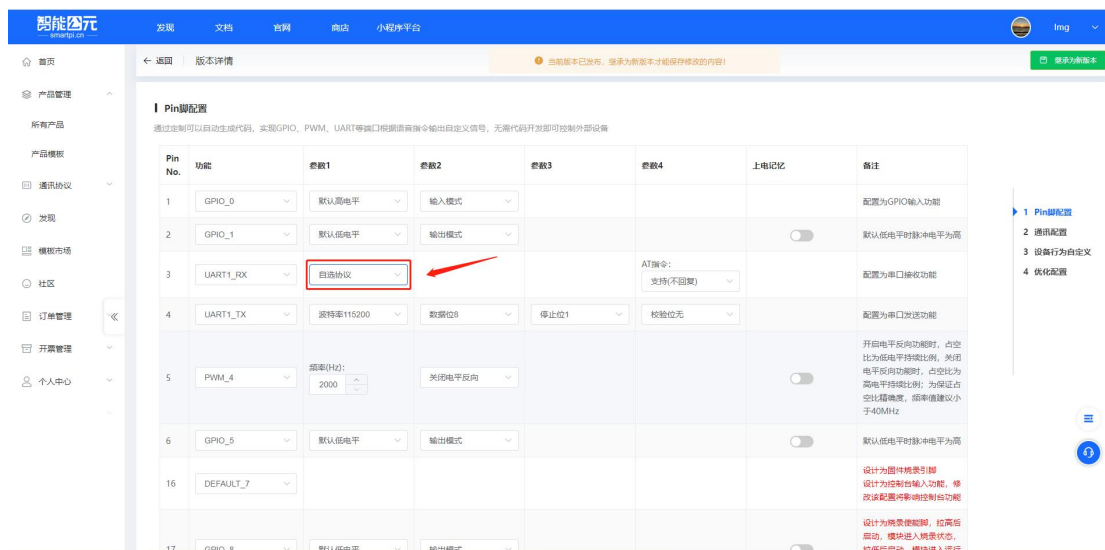 智能公元
smartpi.cn
发现 文档 官网 商店 小程序平台
lmg
首页
产品管理
所有产品
产品模板
通讯协议
发现
模板市场
社区
订单管理
开票管理
个人中心
← 返回 版本详情
当前版本已发布，继承为新版本才能保存修改的内容!
继承为新版本
Pin脚配置
通过定制可以自动生成代码，实现GPIO、PWM、UART等端口根据语音指令输出自定义信号，无需代码开发即可控制外部设备
Pin No. 功能 参数1 参数2 参数3 参数4 上电记忆 备注
1 GPIO_0 默认高电平 输入模式 配置为GPIO输入功能
2 GPIO_1 默认低电平 输出模式 默认低电平时脉冲电平为高
3 UART1_RX 自选协议 AT指令: 支持(不回复) 配置为串口接收功能
4 UART1_TX 波特率115200 数据位8 停止位1 校验位无 配置为串口发送功能
5 PWM_4 频率(Hz): 2000 关闭电平反向
开启电平反向功能时，占空
比为低电平持续比例，关闭
电平反向功能时，占空比为
高电平持续比例；为保证占
空比精确度，频率值建议小
于40MHz
6 GPIO_5 默认低电平 输出模式 默认低电平时脉冲电平为高
16 DEFAULT_7
设计为固件烧录引脚
设计为控制台输入功能，修
改该配置将影响控制台功能
17 GPIO_8 默认低电平 输出模式
设计为烧录使能脚，拉高后
启动，模块进入烧录状态，
拉低后启动，模块进入运行
1 Pin脚配置
2 通讯配置
3 设备行为自定义
4 优化配置